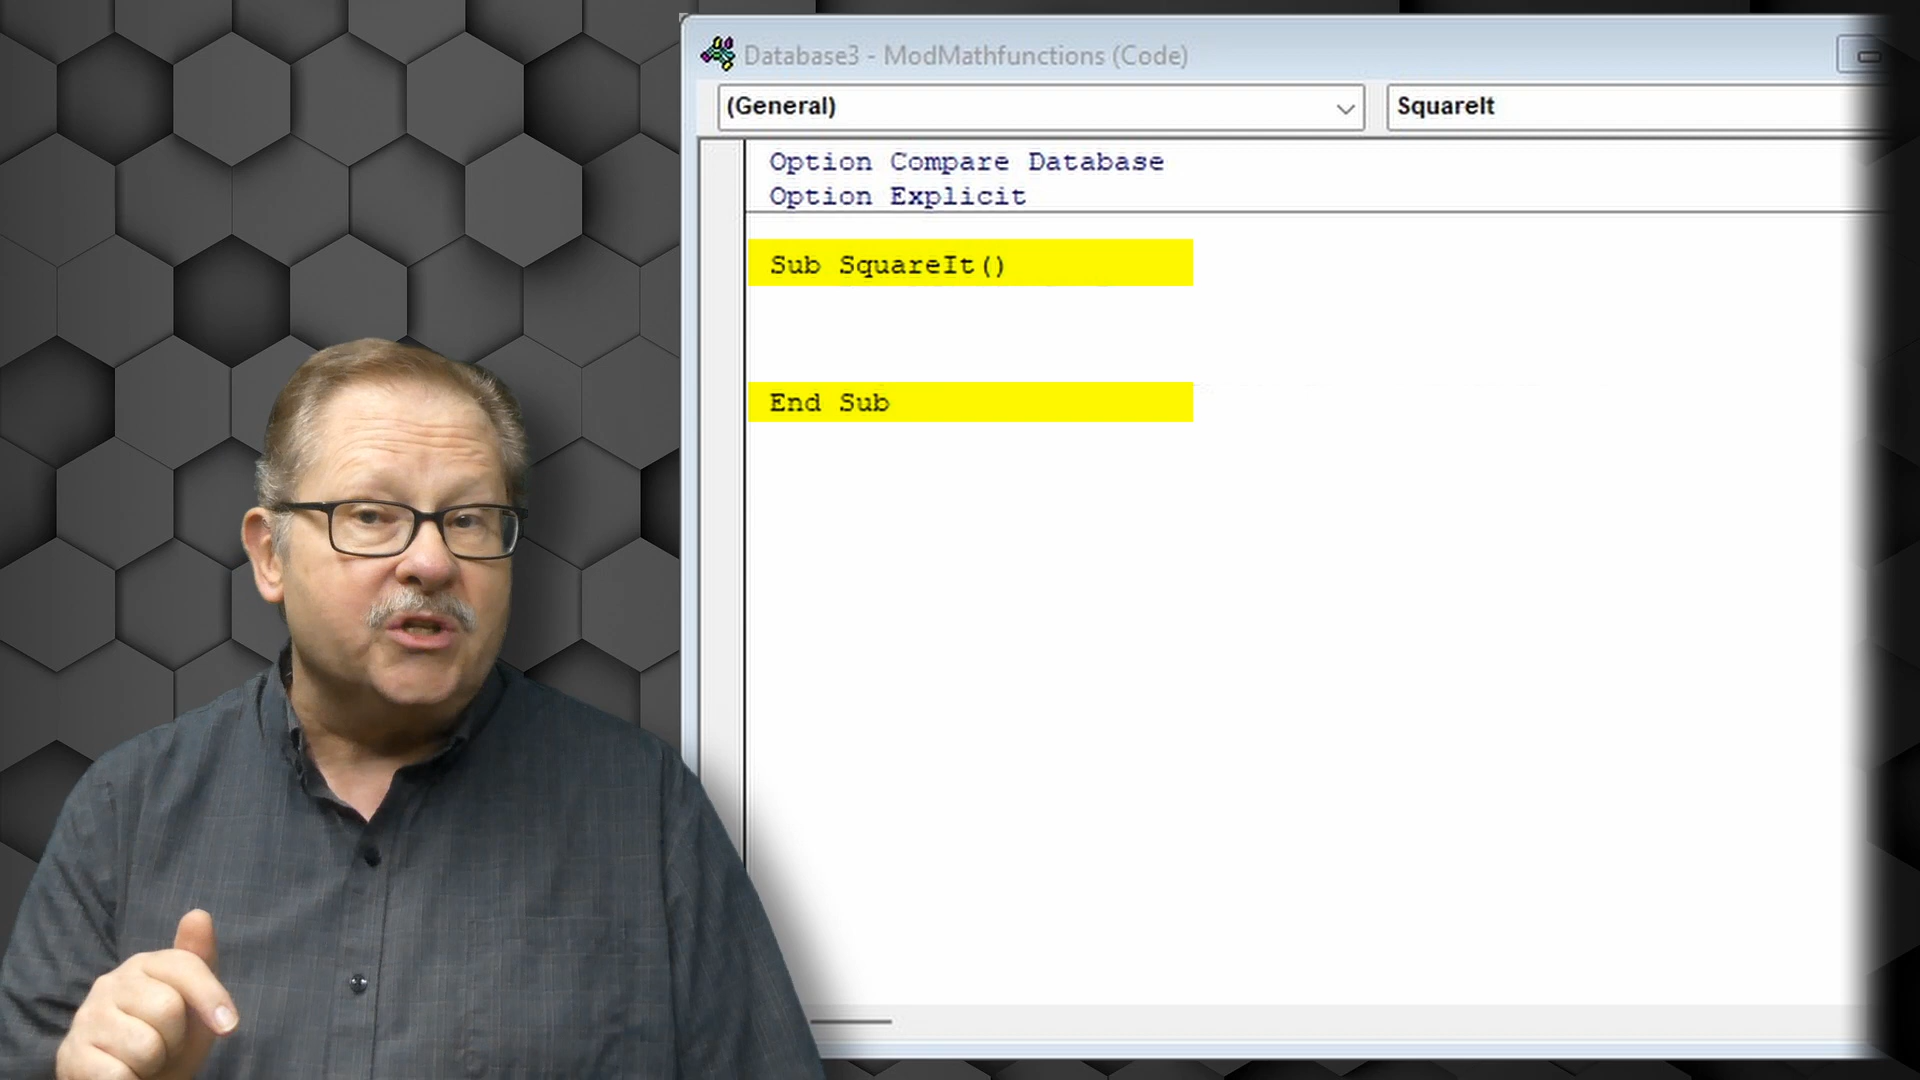 Database3 - ModMathfunctions (Code)
(General)
SquareIt
Option Compare Database
Option Explicit
Sub SquareIt()
End Sub